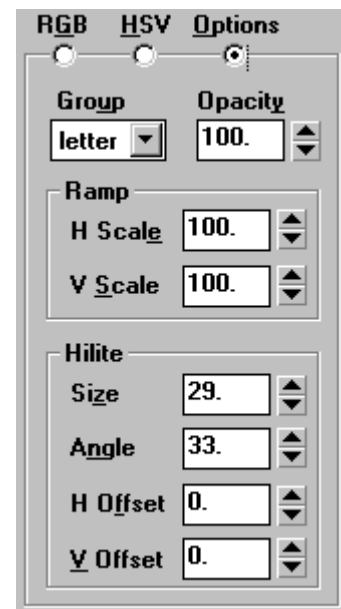 RGB HSV Options
Group Opacity
letter 100.
Ramp
H Scale 100.
V Scale 100.
Hilite
Size 29.
Angle 33.
H Offset 0.
V Offset 0.